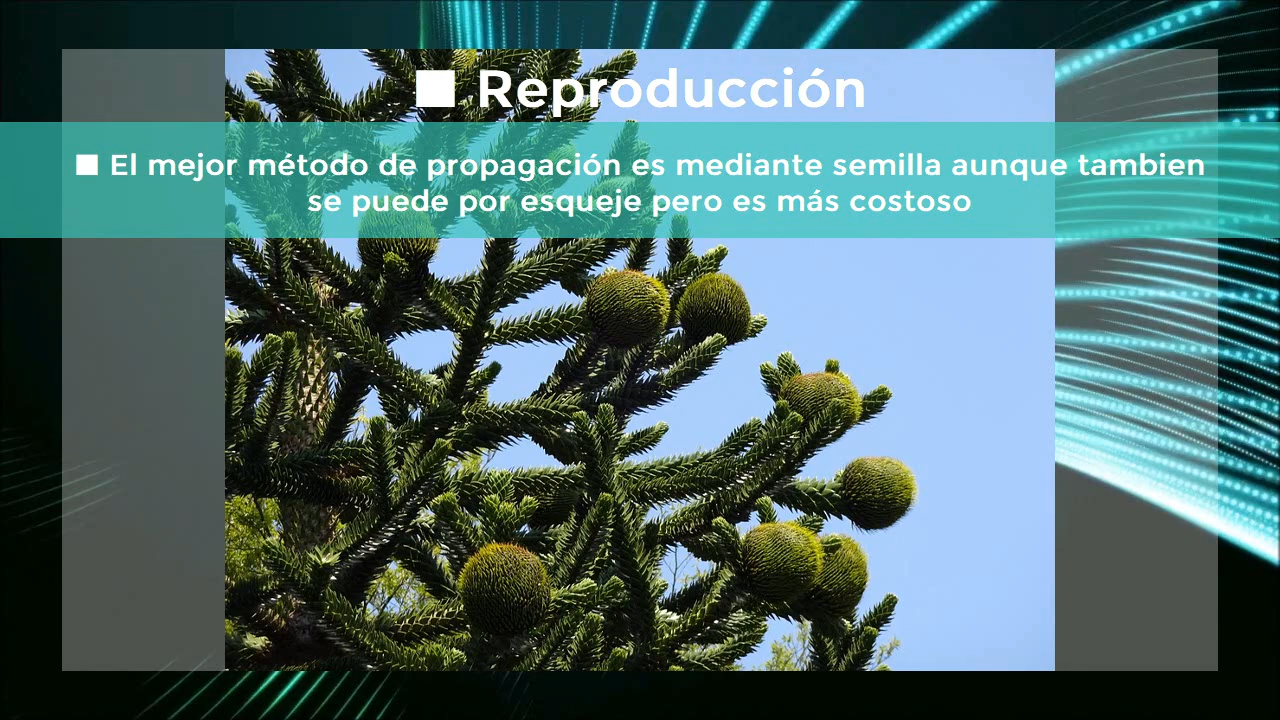 ■ Reproducción
■ El mejor método de propagación es mediante semilla aunque tambien
se puede por esqueje pero es más costoso